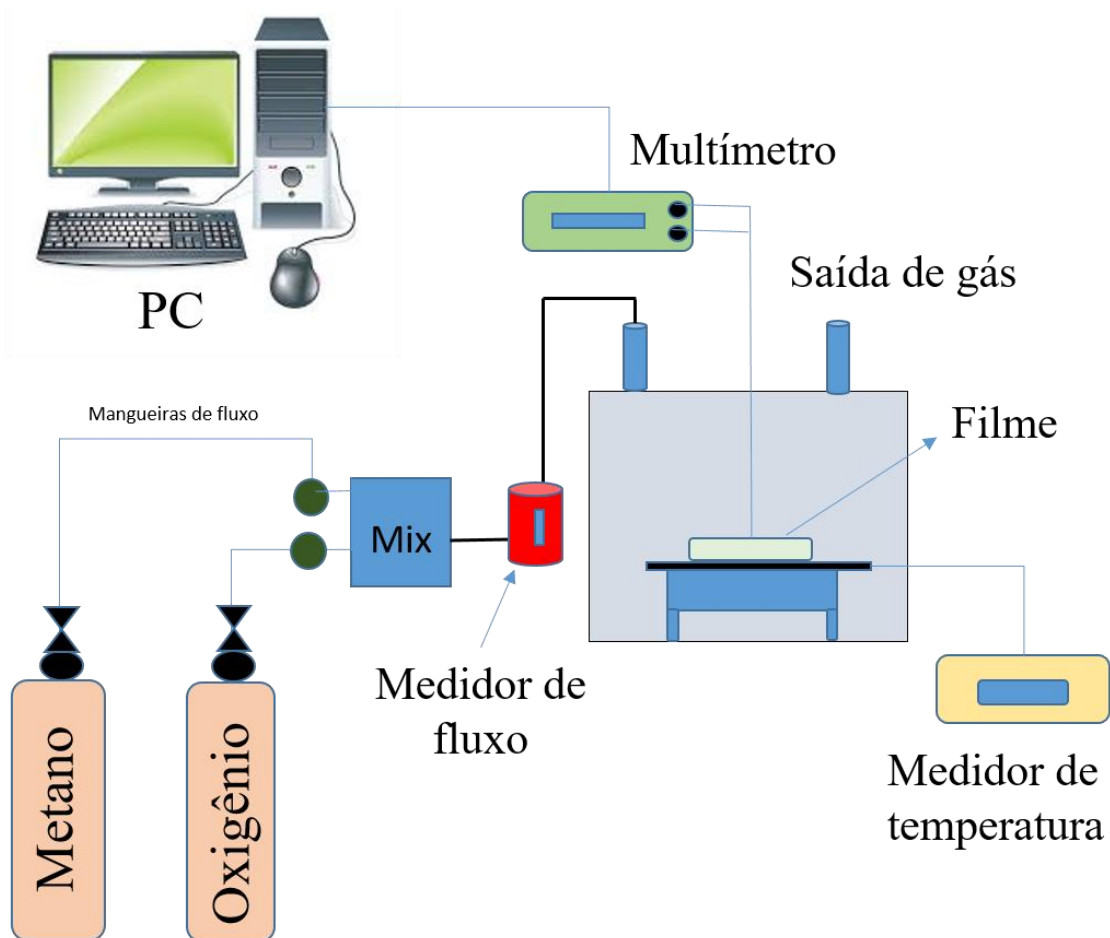 Multímetro
Saída de gás
PC
Mangueiras de fluxo
Filme
Mix
Medidor de
fluxo
Metano
Oxigênio
Medidor de
temperatura